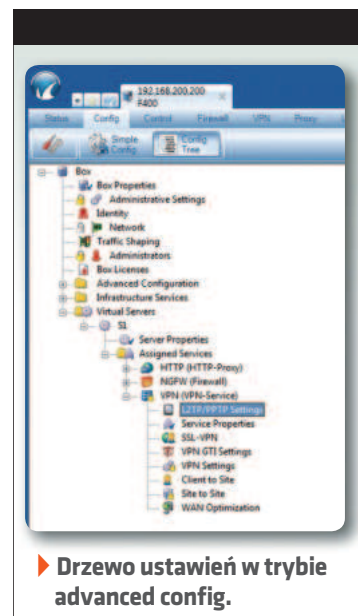 192.168.200.200
F400
Status Config Control Firewall VPN Proxy
Simple Config
Config Tree
Box
Box Properties
Administrative Settings
Identity
Network
Traffic Shaping
Administrators
Box Licenses
Advanced Configuration
Infrastructure Services
Virtual Servers
S1
Server Properties
Assigned Services
HTTP (HTTP-Proxy)
NGFW (Firewall)
VPN (VPN-Service)
L2TP/PPTP Settings
Service Properties
SSL-VPN
VPN GTI Settings
VPN Settings
Client to Site
Site to Site
WAN Optimization
Drzewo ustawień w trybie
advanced config.